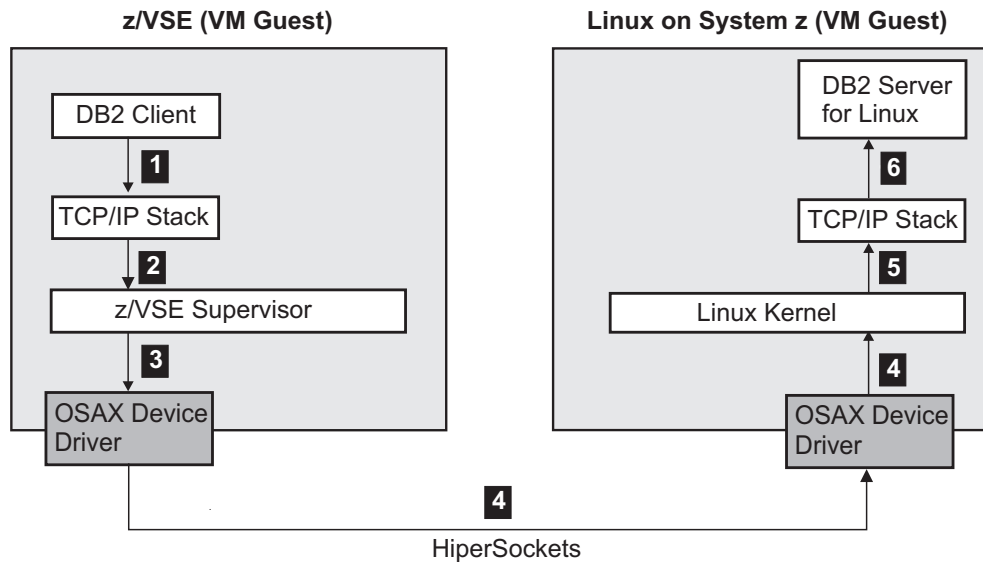 z/VSE (VM Guest)
DB2 Client
1
TCP/IP Stack
2
z/VSE Supervisor
3
OSAX Device
Driver
4
HiperSockets
Linux on System z (VM Guest)
DB2 Server
for Linux
6
TCP/IP Stack
5
Linux Kernel
4
OSAX Device
Driver